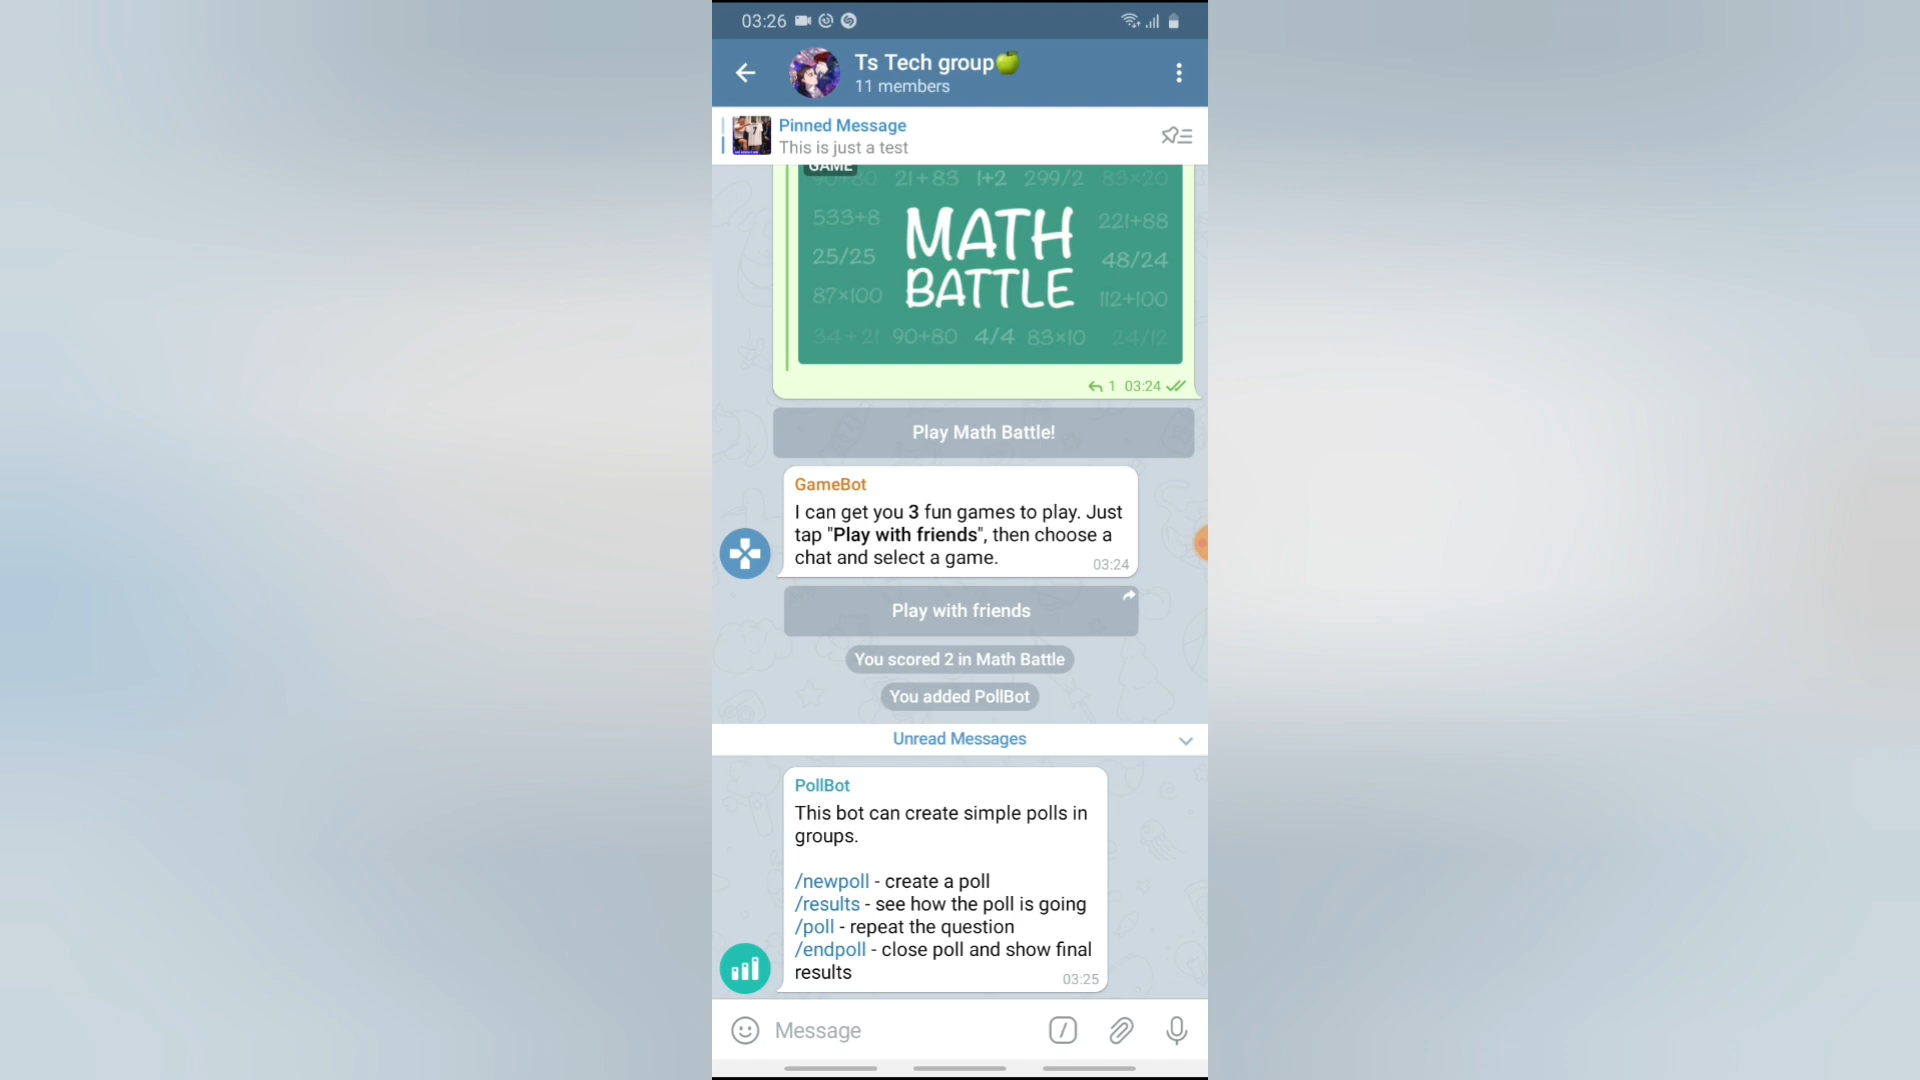 03:26
Ts Tech group🍏
11 members
Pinned Message
This is just a test
GAME
90+80 21+83 1+2 299/2 83×20
533+8 MATH 221+88
25/25 BATTLE 48/24
87×100 112+100
34+21 90+80 4/4 83×10 24/12
1 03:24
Play Math Battle!
GameBot
I can get you 3 fun games to play. Just
tap "Play with friends", then choose a
chat and select a game.
03:24
Play with friends
You scored 2 in Math Battle
You added PollBot
Unread Messages
PollBot
This bot can create simple polls in
groups.
/newpoll - create a poll
/results - see how the poll is going
/poll - repeat the question
/endpoll - close poll and show final
results
03:25
Message